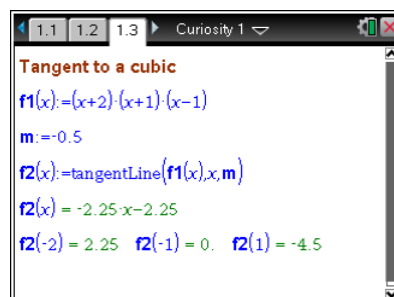 1.1 1.2 1.3 Curiosity 1
Tangent to a cubic
f1(x):=(x+2)·(x+1)·(x-1)
m:=-0.5
f2(x):=tangentLine(f1(x),x,m)
f2(x) = -2.25·x-2.25
f2(-2) = 2.25 f2(-1) = 0. f2(1) = -4.5